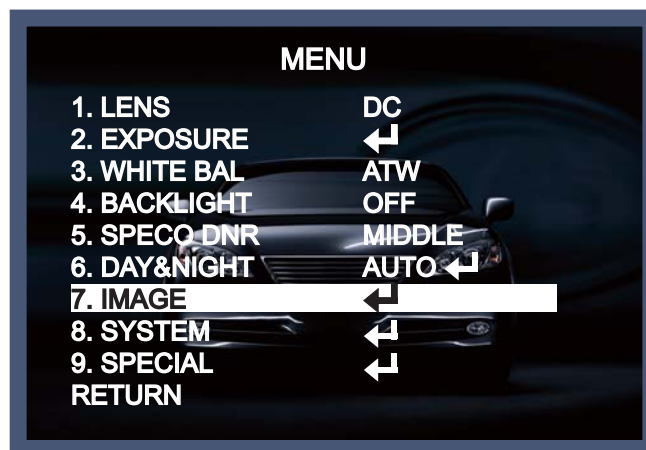 MENU
1. LENS DC
2. EXPOSURE ↲
3. WHITE BAL ATW
4. BACKLIGHT OFF
5. SPECO DNR MIDDLE
6. DAY&NIGHT AUTO ↲
7. IMAGE ↲
8. SYSTEM ↲
9. SPECIAL ↲
RETURN